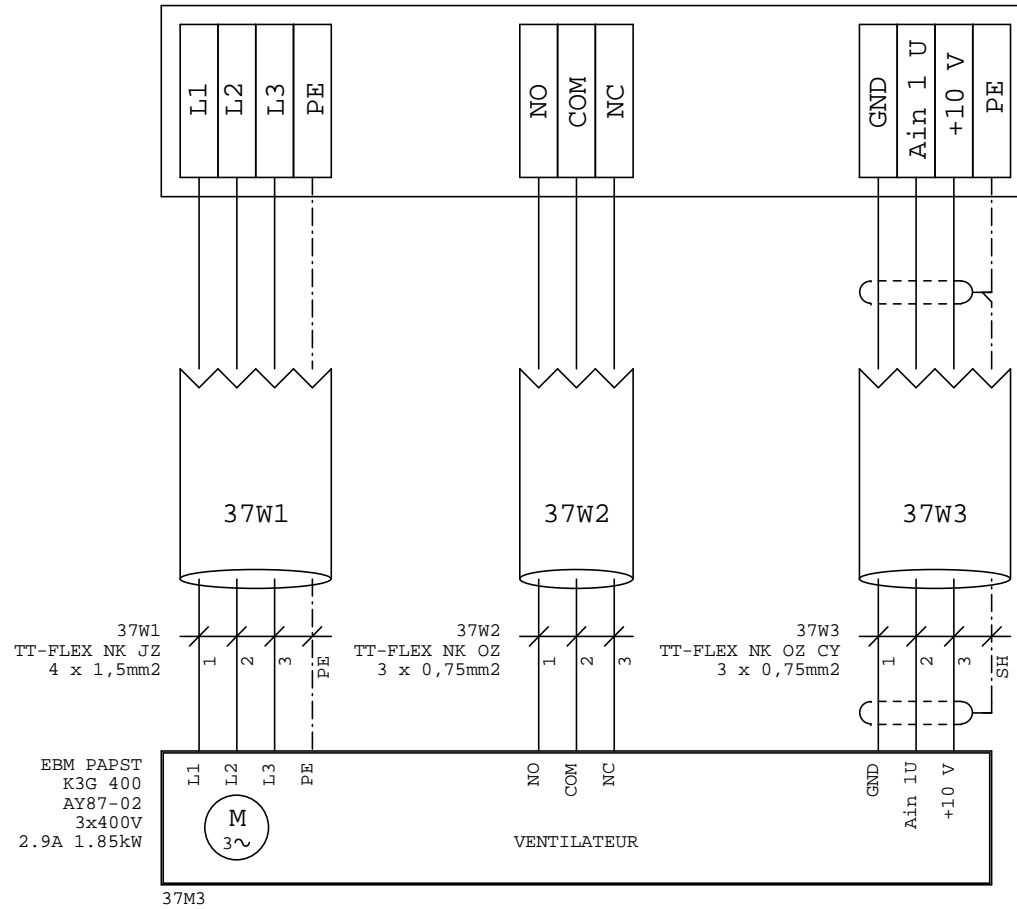 L1
L2
L3
PE
NO
COM
NC
GND
Ain 1 U
+10 V
PE
37W1
37W2
37W3
37W1
TT-FLEX NK JZ
4 x 1,5mm2
1
2
3
PE
37W2
TT-FLEX NK OZ
3 x 0,75mm2
1
2
3
37W3
TT-FLEX NK OZ CY
3 x 0,75mm2
1
2
3
SH
EBM PAPST
K3G 400
AY87-02
3x400V
2.9A 1.85kW
L1
L2
L3
PE
NO
COM
NC
GND
Ain 1U
+10 V
M
3~
VENTILATEUR
37M3